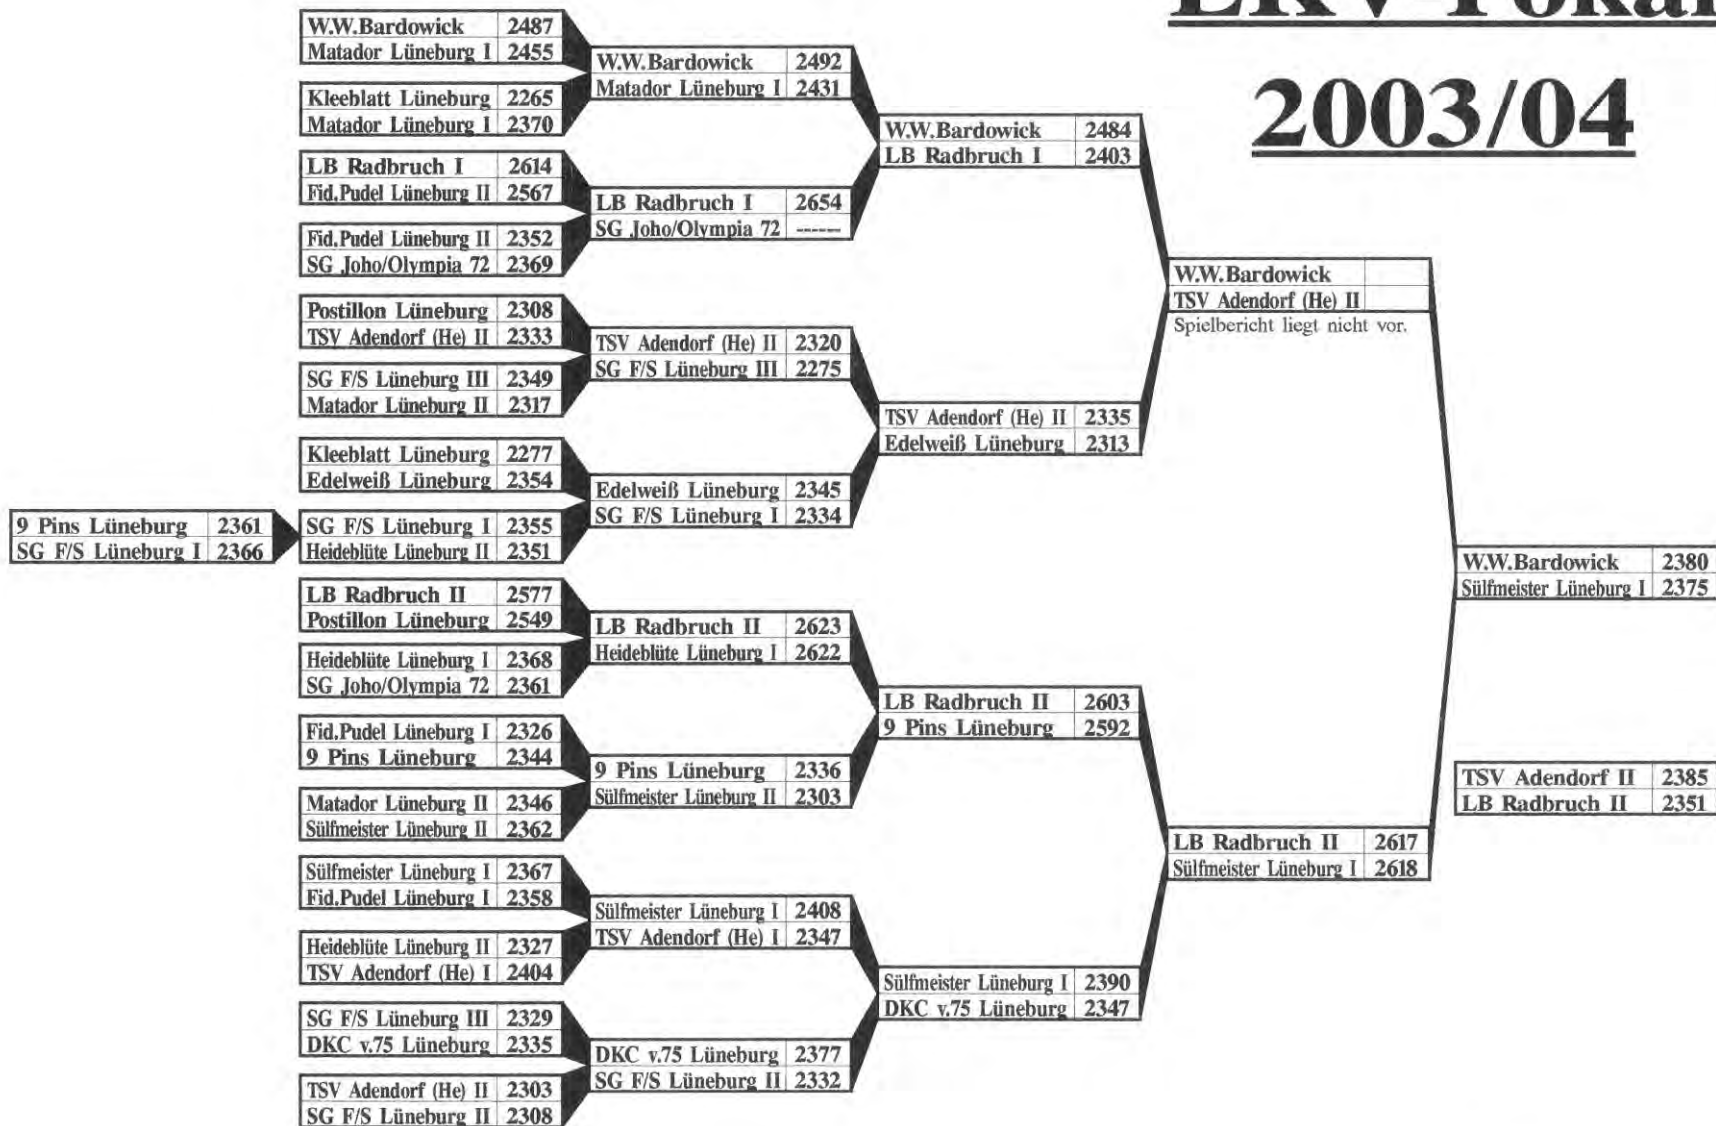 2003/04
W.W.Bardowick 2487
Matador Lüneburg I 2455
Kleeblatt Lüneburg 2265
Matador Lüneburg I 2370
LB Radbruch I 2614
Fid.Pudel Lüneburg II 2567
Fid.Pudel Lüneburg II 2352
SG Joho/Olympia 72 2369
Postillon Lüneburg 2308
TSV Adendorf (He) II 2333
SG F/S Lüneburg III 2349
Matador Lüneburg II 2317
Kleeblatt Lüneburg 2277
Edelweiß Lüneburg 2354
9 Pins Lüneburg 2361
SG F/S Lüneburg I 2366
SG F/S Lüneburg I 2355
Heideblüte Lüneburg II 2351
LB Radbruch II 2577
Postillon Lüneburg 2549
Heideblüte Lüneburg I 2368
SG Joho/Olympia 72 2361
Fid.Pudel Lüneburg I 2326
9 Pins Lüneburg 2344
Matador Lüneburg II 2346
Sülfmeister Lüneburg II 2362
Sülfmeister Lüneburg I 2367
Fid.Pudel Lüneburg I 2358
Heideblüte Lüneburg II 2327
TSV Adendorf (He) I 2404
SG F/S Lüneburg III 2329
DKC v.75 Lüneburg 2335
TSV Adendorf (He) II 2303
SG F/S Lüneburg II 2308
W.W.Bardowick 2492
Matador Lüneburg I 2431
LB Radbruch I 2654
SG Joho/Olympia 72 -----
TSV Adendorf (He) II 2320
SG F/S Lüneburg III 2275
Edelweiß Lüneburg 2345
SG F/S Lüneburg I 2334
LB Radbruch II 2623
Heideblüte Lüneburg I 2622
9 Pins Lüneburg 2336
Sülfmeister Lüneburg II 2303
Sülfmeister Lüneburg I 2408
TSV Adendorf (He) I 2347
DKC v.75 Lüneburg 2377
SG F/S Lüneburg II 2332
W.W.Bardowick 2484
LB Radbruch I 2403
TSV Adendorf (He) II 2335
Edelweiß Lüneburg 2313
LB Radbruch II 2603
9 Pins Lüneburg 2592
Sülfmeister Lüneburg I 2390
DKC v.75 Lüneburg 2347
W.W.Bardowick
TSV Adendorf (He) II
Spielbericht liegt nicht vor.
LB Radbruch II 2617
Sülfmeister Lüneburg I 2618
W.W.Bardowick 2380
Sülfmeister Lüneburg I 2375
TSV Adendorf II 2385
LB Radbruch II 2351